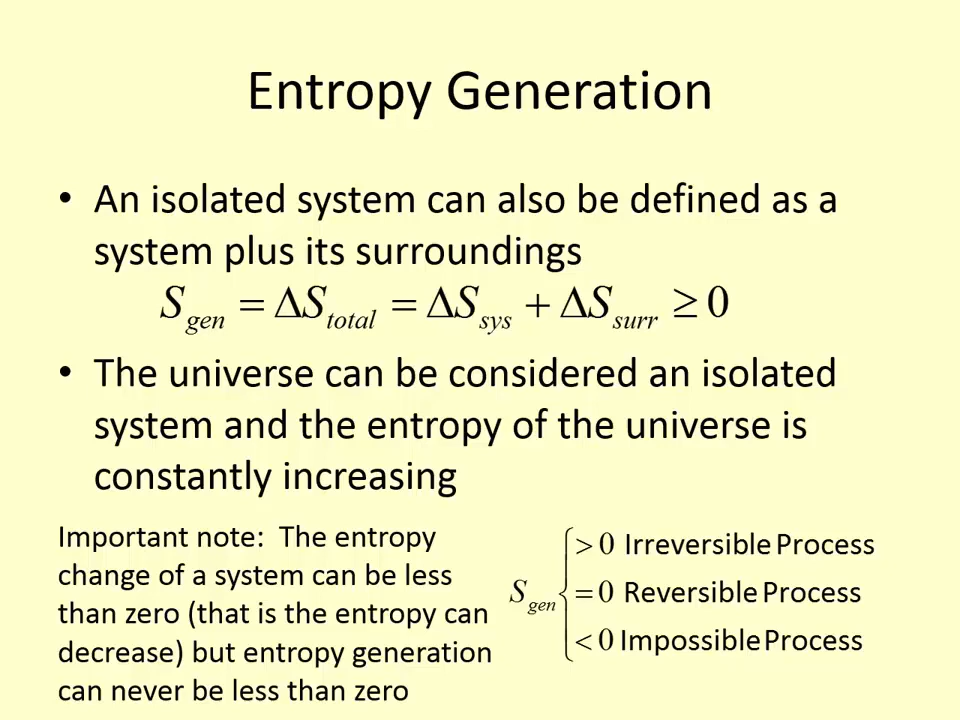 Entropy Generation
• An isolated system can also be defined as a
system plus its surroundings
S_gen = ΔS_total = ΔS_sys + ΔS_surr ≥ 0
• The universe can be considered an isolated
system and the entropy of the universe is
constantly increasing
Important note:  The entropy
change of a system can be less
than zero (that is the entropy can
decrease) but entropy generation
can never be less than zero
> 0 Irreversible Process
S_gen { = 0 Reversible Process
< 0 Impossible Process